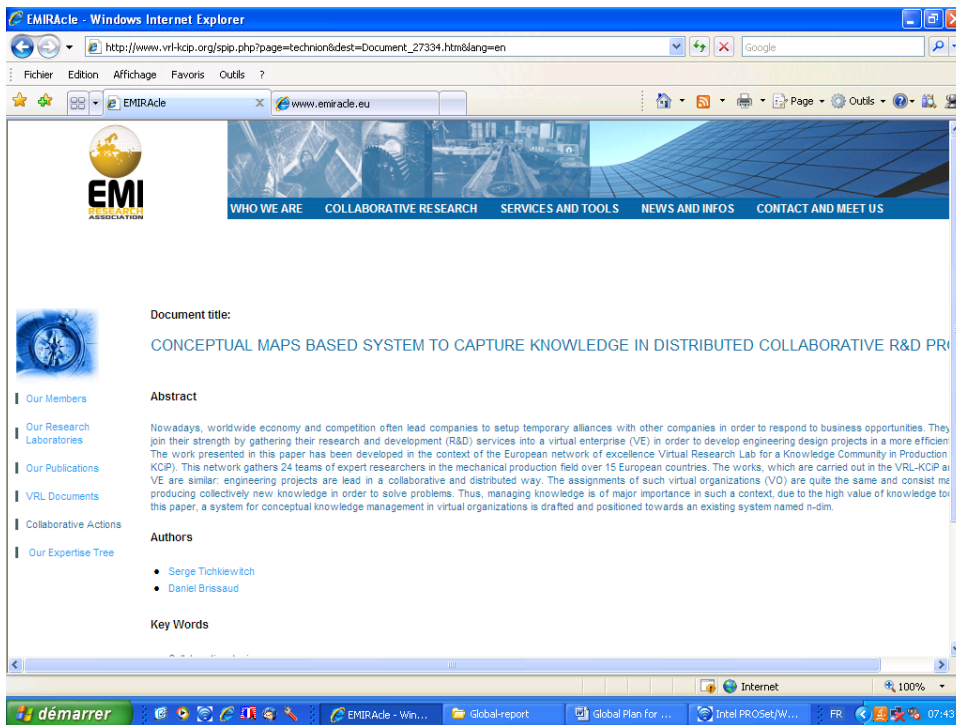 EMIRAcle - Windows Internet Explorer
http://www.vrl-kcip.org/spip.php?page=technion&dest=Document_27334.htm&lang=en
Google
Fichier Edition Affichage Favoris Outils ?
EMIRAcle
www.emiracle.eu
Page
Outils
EMI
RESEARCH
ASSOCIATION
WHO WE ARE COLLABORATIVE RESEARCH SERVICES AND TOOLS NEWS AND INFOS CONTACT AND MEET US
Document title:
CONCEPTUAL MAPS BASED SYSTEM TO CAPTURE KNOWLEDGE IN DISTRIBUTED COLLABORATIVE R&D
Our Members
Our Research
Laboratories
Our Publications
VRL Documents
Collaborative Actions
Our Expertise Tree
Abstract
Nowadays, worldwide economy and competition often lead companies to setup temporary alliances with other companies in order to respond to business opportunities. They
join their strength by gathering their research and development (R&D) services into a virtual enterprise (VE) in order to develop engineering design projects in a more
The work presented in this paper has been developed in the context of the European network of excellence Virtual Research Lab for a Knowledge Community in Production
KCiP). This network gathers 24 teams of expert researchers in the mechanical production field over 15 European countries. The works, which are carried out in the VRL-KCiP
VE are similar: engineering projects are lead in a collaborative and distributed way. The assignments of such virtual organizations (VO) are quite the same and consist
producing collectively new knowledge in order to solve problems. Thus, managing knowledge is of major importance in such a context, due to the high value of knowledge
this paper, a system for conceptual knowledge management in virtual organizations is drafted and positioned towards an existing system named n-dim.
Authors
Serge Tichkiewitch
Daniel Brissaud
Key Words
Internet
100%
démarrer
EMIRAcle - Win...
Global-report
Global Plan for ...
Intel PROSet/W...
FR
07:43